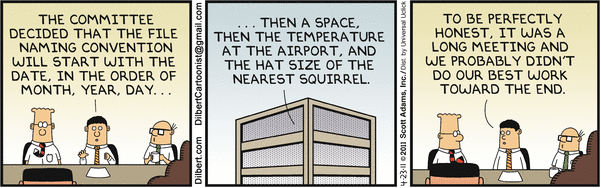 THE COMMITTEE
DECIDED THAT THE FILE
NAMING CONVENTION
WILL START WITH THE
DATE, IN THE ORDER OF
MONTH, YEAR, DAY...
Dilbert.com DilbertCartoonist@gmail.com
...THEN A SPACE,
THEN THE TEMPERATURE
AT THE AIRPORT, AND
THE HAT SIZE OF THE
NEAREST SQUIRREL.
4-23-11 © 2011 Scott Adams, Inc./Dist. by Universal Uclick
TO BE PERFECTLY
HONEST, IT WAS A
LONG MEETING AND
WE PROBABLY DIDN'T
DO OUR BEST WORK
TOWARD THE END.